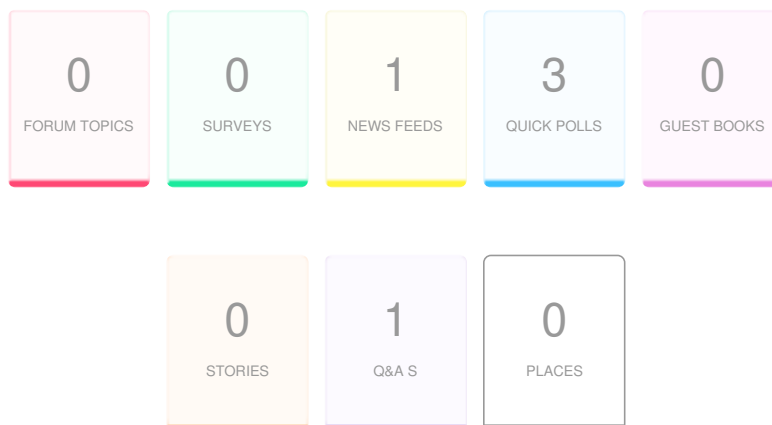 0 0 1 3 0
FORUM TOPICS SURVEYS NEWS FEEDS QUICK POLLS GUEST BOOKS
0 1 0
STORIES Q&A S PLACES